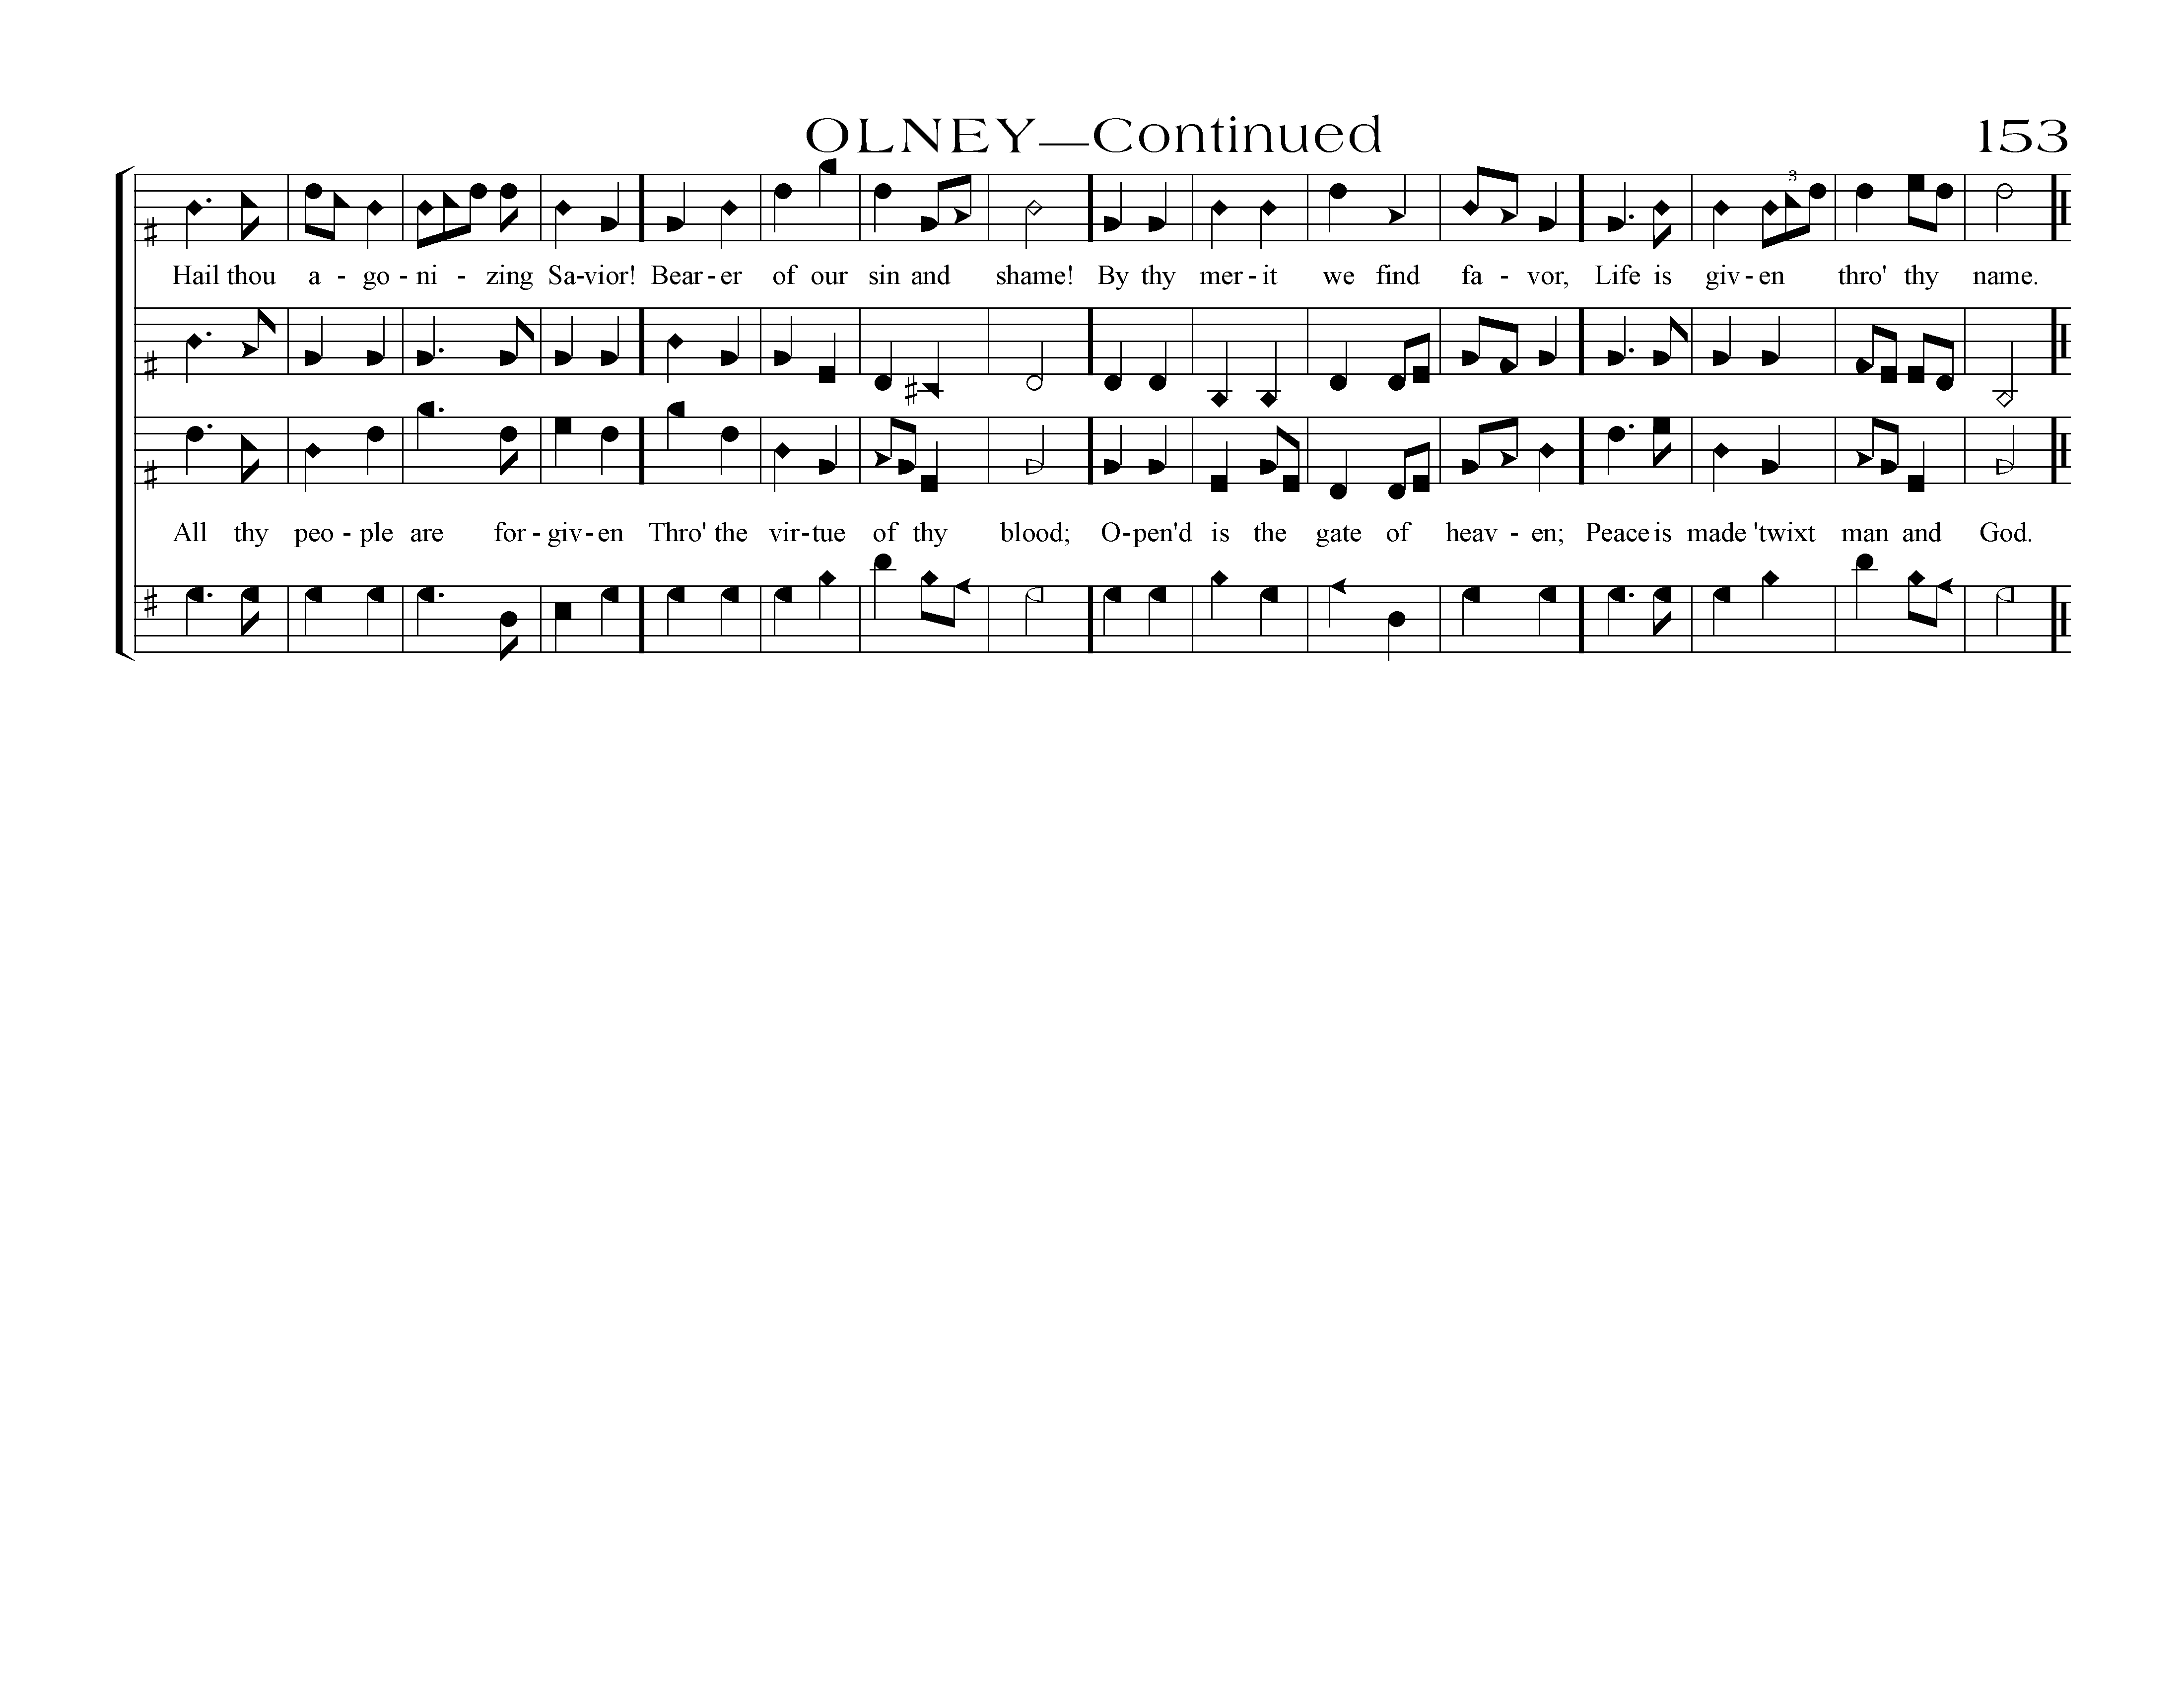 OLNEY—Continued 153
3
Hail thou a - go - ni - zing Sa-vior! Bear - er of our sin and shame! By thy mer - it we find fa - vor, Life is giv - en thro' thy name.
All thy peo - ple are for - giv - en Thro' the vir-tue of thy blood; O-pen'd is the gate of heav - en; Peace is made 'twixt man and God.